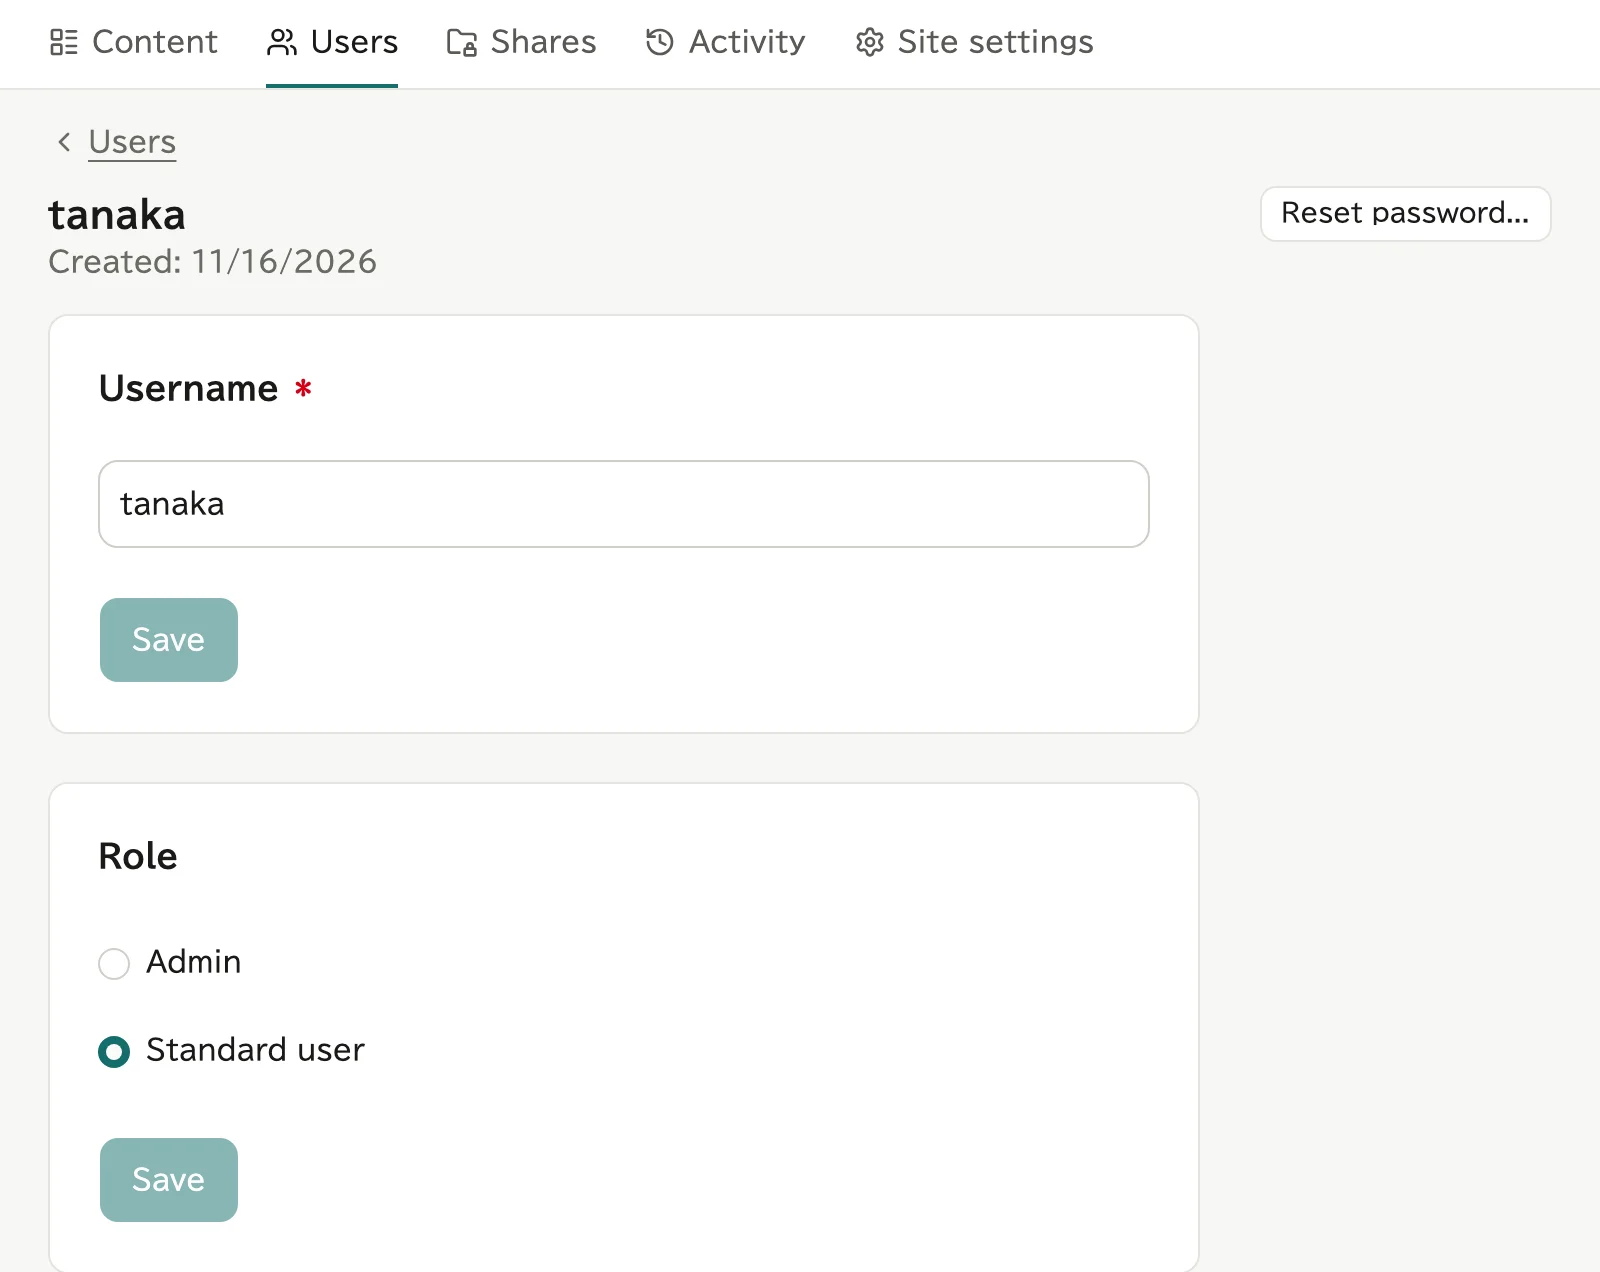 Content Users Shares Activity Site settings
Users
tanaka
Reset password...
Created: 11/16/2026
Username *
tanaka
Save
Role
Admin
Standard user
Save